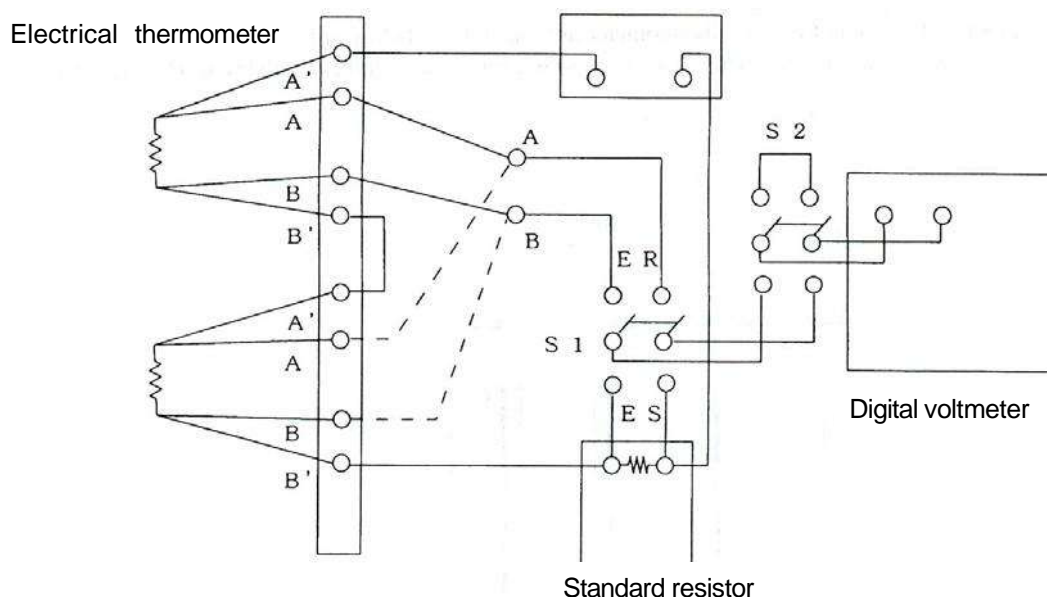 Electrical thermometer
A'
A
B
B'
A'
A
B
B'
A
B
S 2
E R
S 1
E S
Digital voltmeter
Standard resistor